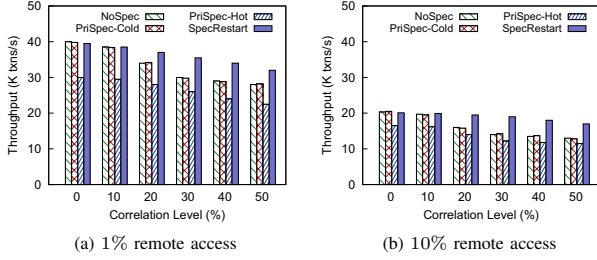 NoSpec
PriSpec-Cold
PriSpec-Hot
SpecRestart
Throughput (K txns/s)
50
40
30
20
10
0
0 10 20 30 40 50
Correlation Level (%)
(a) 1% remote access
NoSpec
PriSpec-Cold
PriSpec-Hot
SpecRestart
Throughput (K txns/s)
50
40
30
20
10
0
0 10 20 30 40 50
Correlation Level (%)
(b) 10% remote access